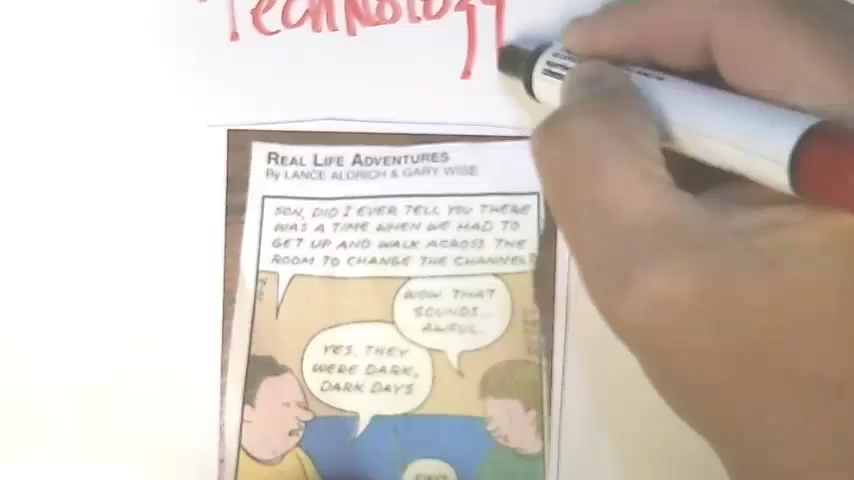 Technology
REAL LIFE ADVENTURES
By LANCE ALDRICH & GARY WISE
SON, DID I EVER TELL YOU THERE
WAS A TIME WHEN WE HAD TO
GET UP AND WALK ACROSS THE
ROOM TO CHANGE THE CHANNEL?
WOW THAT
SOUNDS...
AWFUL.
YES. THEY
WERE DARK,
DARK DAYS